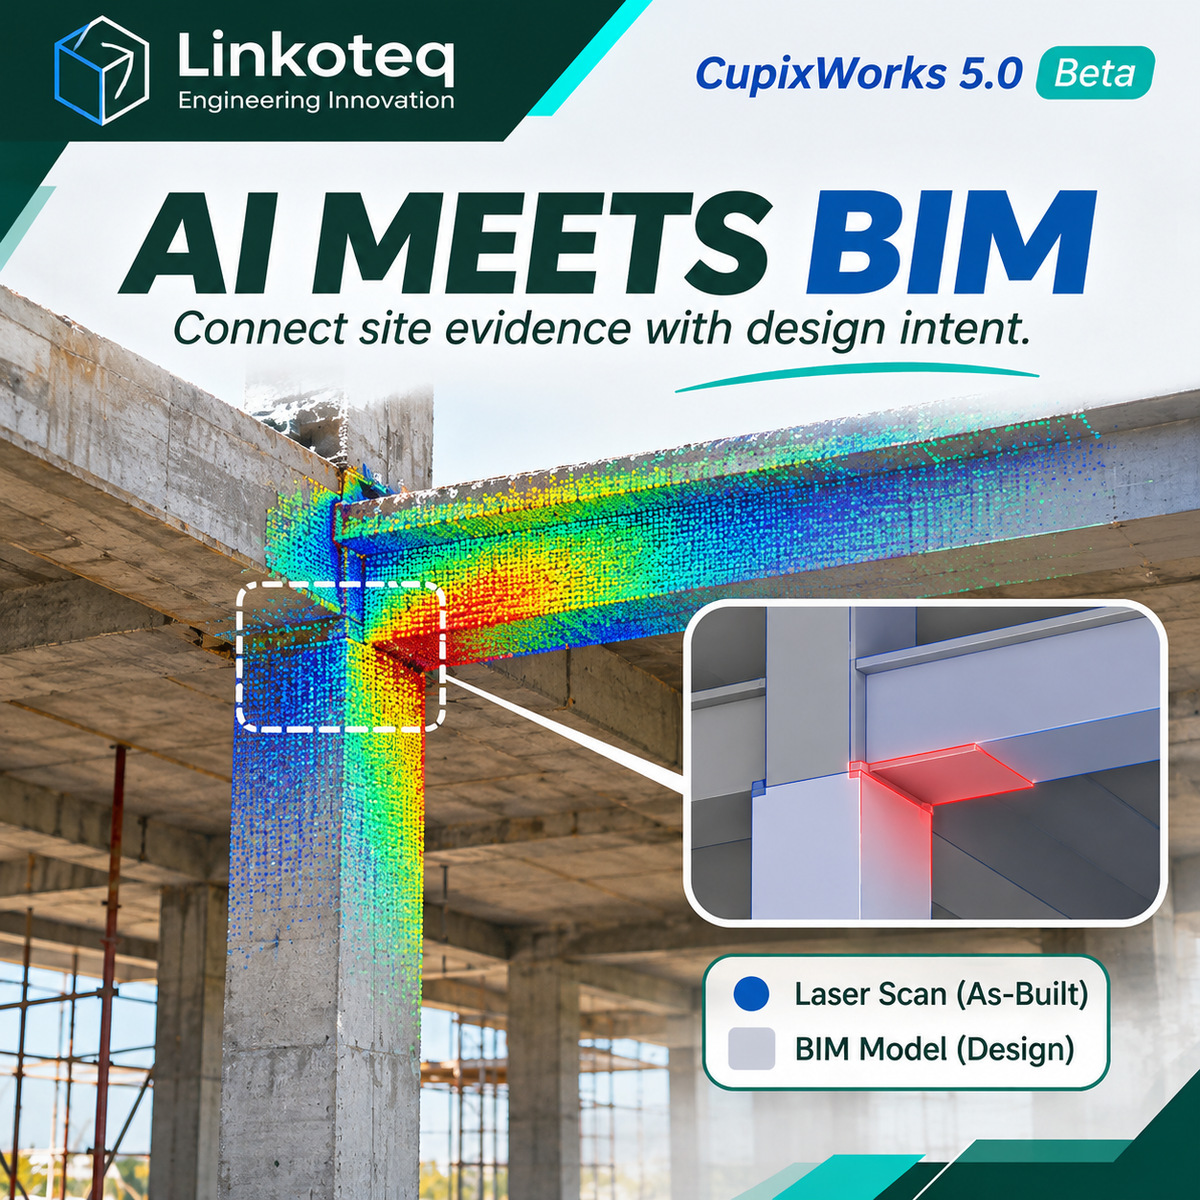 Linkoteq
Engineering Innovation
CupixWorks 5.0 Beta
AI MEETS BIM
Connect site evidence with design intent.
Laser Scan (As-Built)
BIM Model (Design)